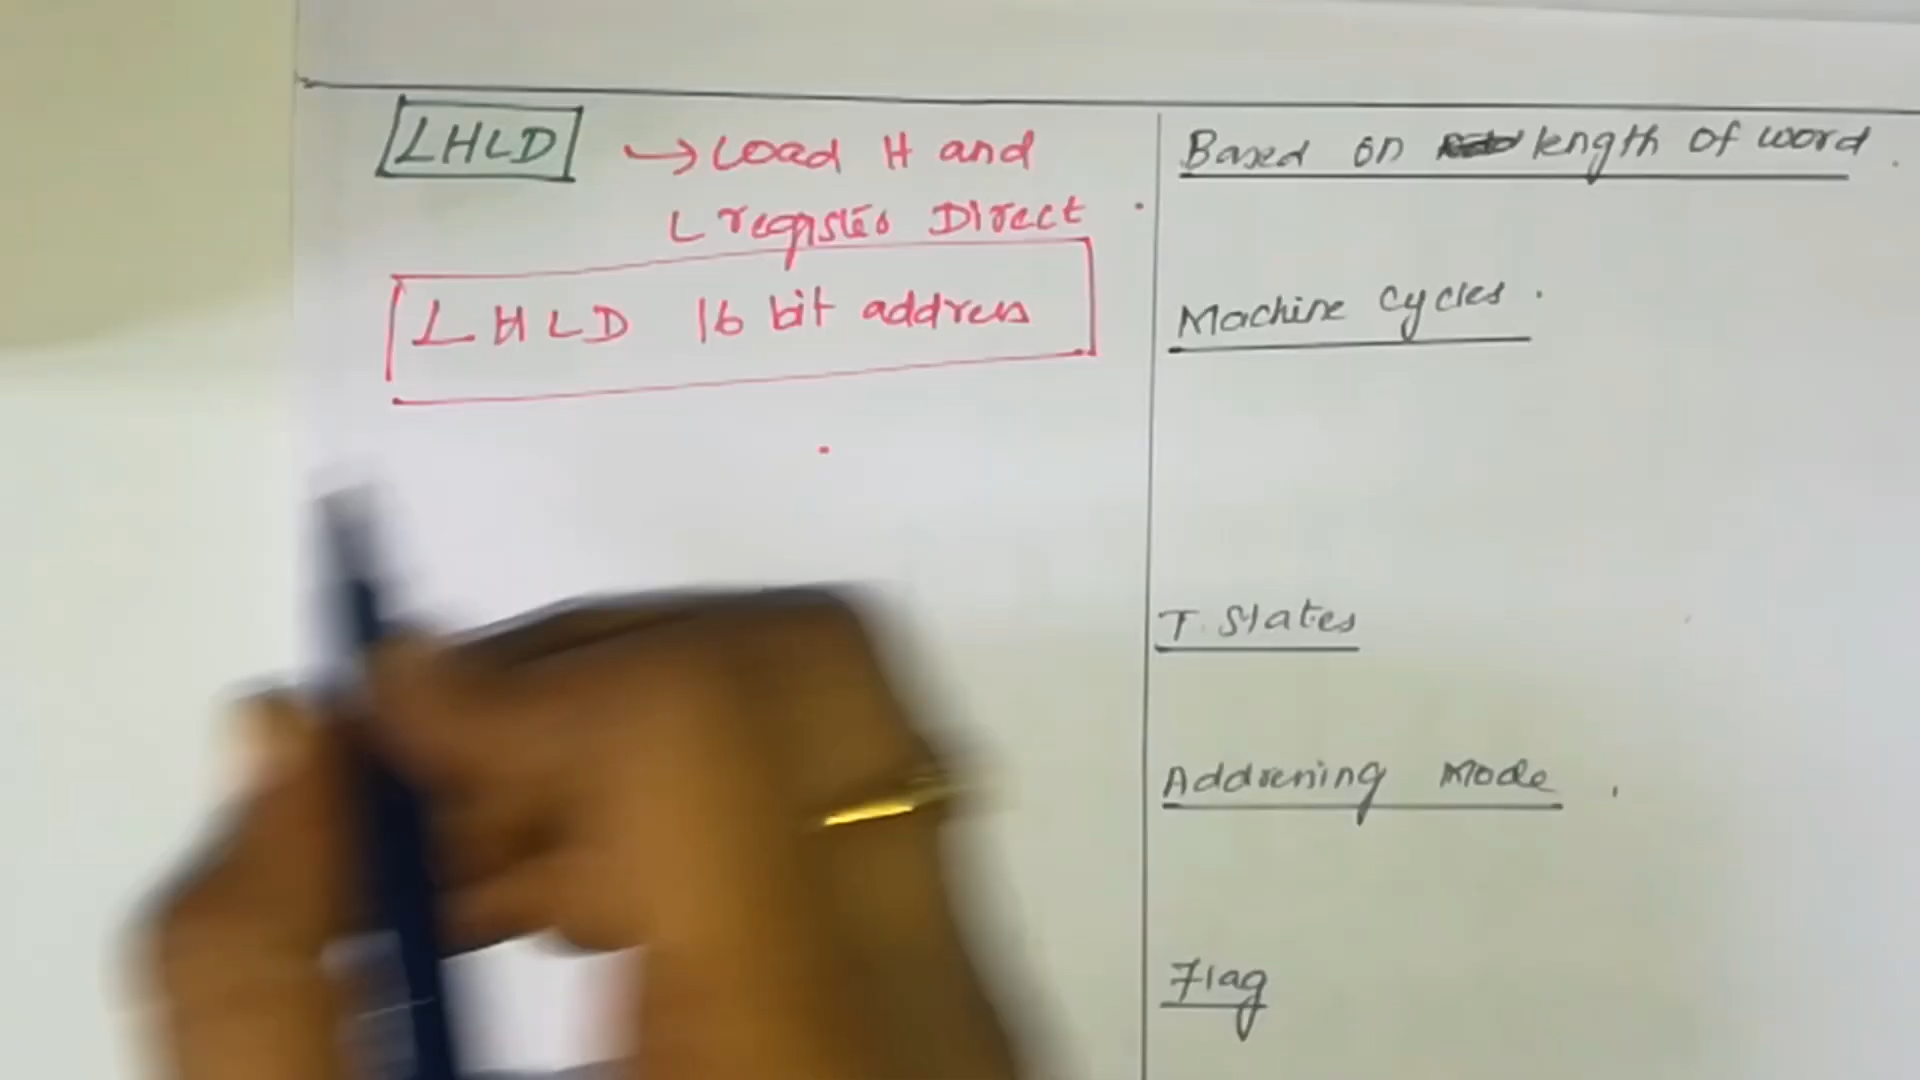 LHLD → Load H and
L register Direct.
LHLD 16 bit address
Based on length of word.
Machine Cycles.
T. States
Addressing Mode.
Flag